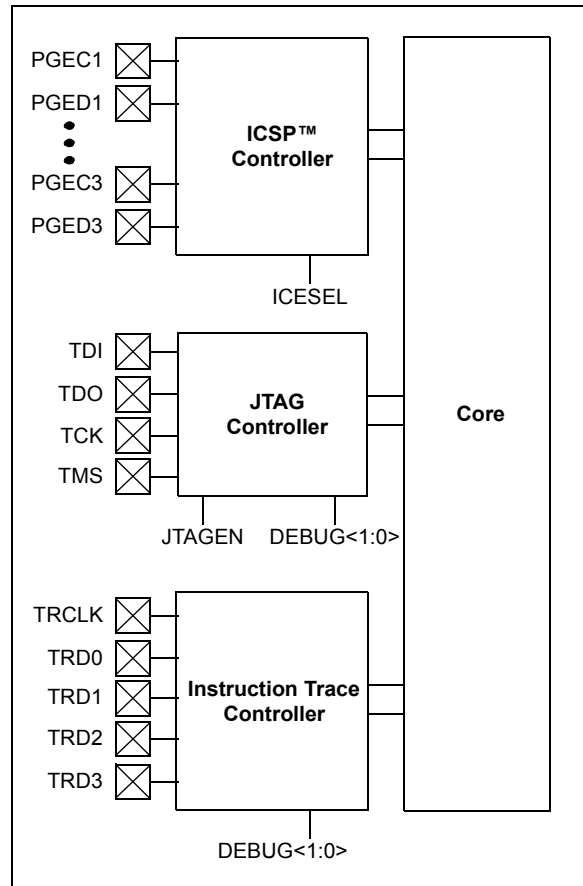 PGEC1
PGED1
PGEC3
PGED3
ICSP™
Controller
ICESEL
TDI
TDO
TCK
TMS
JTAG
Controller
JTAGEN
DEBUG<1:0>
Core
TRCLK
TRD0
TRD1
TRD2
TRD3
Instruction Trace
Controller
DEBUG<1:0>